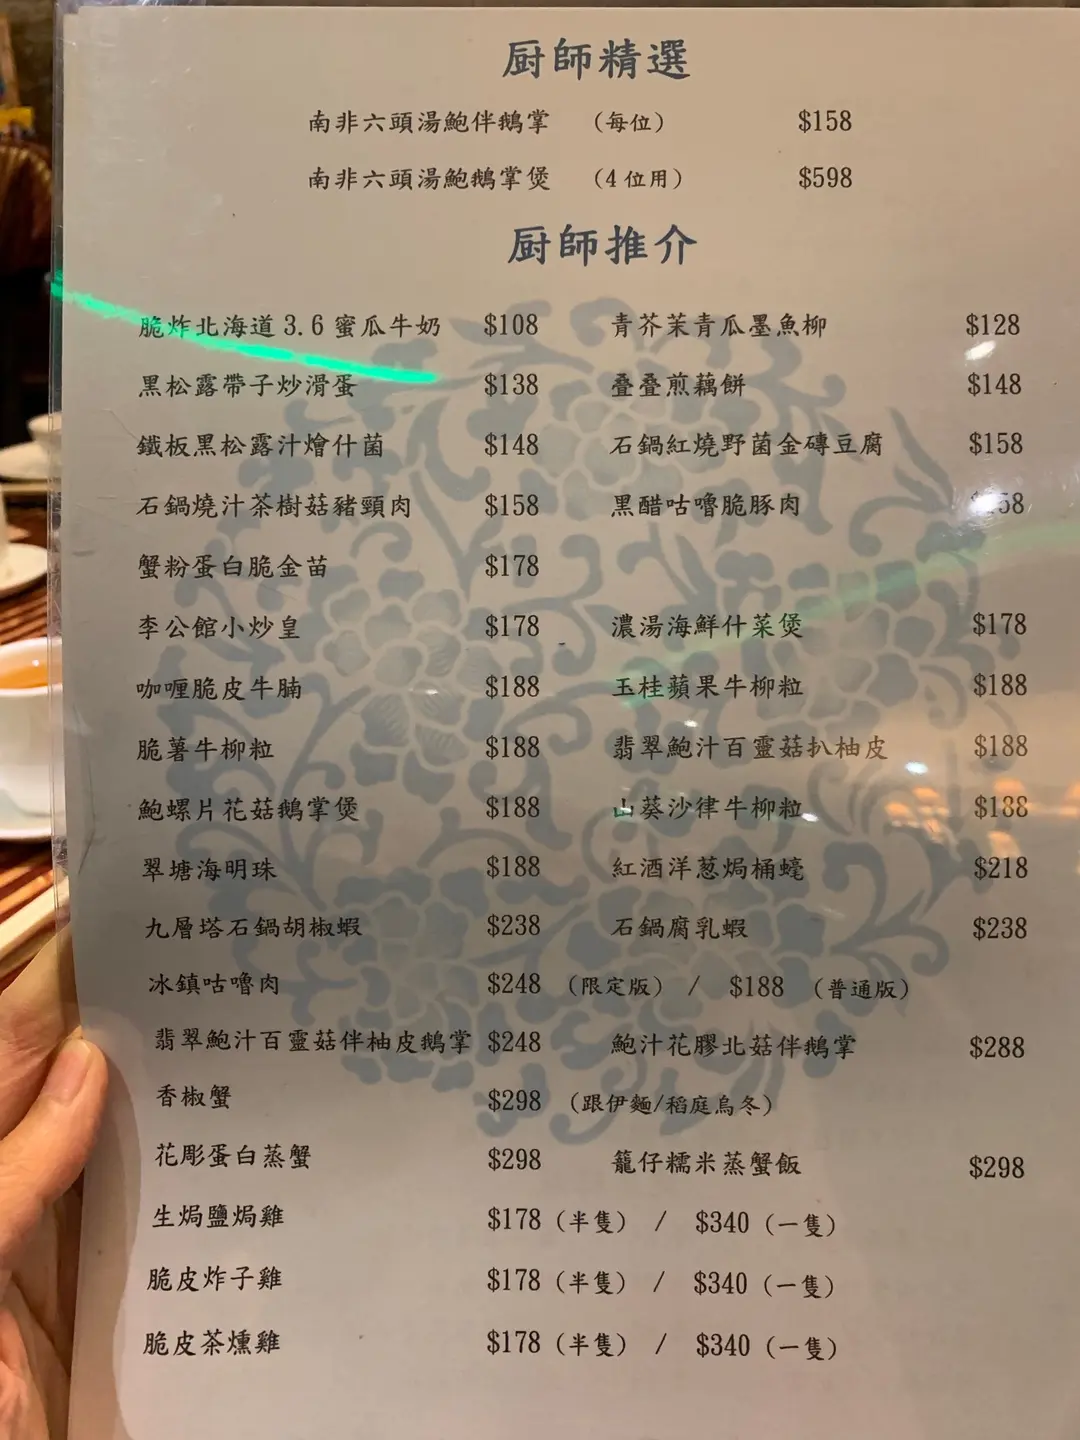 厨師精選
南非六頭湯鮑伴鵝掌 (每位) $158
南非六頭湯鮑鵝掌煲 (4位用) $598
厨師推介
脆炸北海道3.6蜜瓜牛奶 $108 青芥茉青瓜墨魚柳 $128
黑松露帶子炒滑蛋 $138 叠叠煎藕餅 $148
鐵板黑松露汁燴什菌 $148 石鍋紅燒野菌金磚豆腐 $158
石鍋燒汁茶樹菇豬頸肉 $158 黑醋咕嚕脆豚肉 58
蟹粉蛋白脆金苗 $178
李公館小炒皇 $178 濃湯海鮮什菜煲 $178
咖喱脆皮牛腩 $188 玉桂蘋果牛柳粒 $188
脆薯牛柳粒 $188 翡翠鮑汁百靈菇扒柚皮 $188
鮑螺片花菇鵝掌煲 $188 山葵沙律牛柳粒 $188
翠塘海明珠 $188 紅酒洋葱焗桶蠔 $218
九層塔石鍋胡椒蝦 $238 石鍋腐乳蝦 $238
冰鎮咕嚕肉 $248 (限定版) / $188 (普通版)
翡翠鮑汁百靈菇伴柚皮鵝掌 $248 鮑汁花膠北菇伴鵝掌 $288
香椒蟹 $298 (跟伊麵/稻庭烏冬)
花彫蛋白蒸蟹 $298 籠仔糯米蒸蟹飯 $298
生焗鹽焗雞 $178 (半隻) / $340 (一隻)
脆皮炸子雞 $178 (半隻) / $340 (一隻)
脆皮茶燻雞 $178 (半隻) / $340 (一隻)